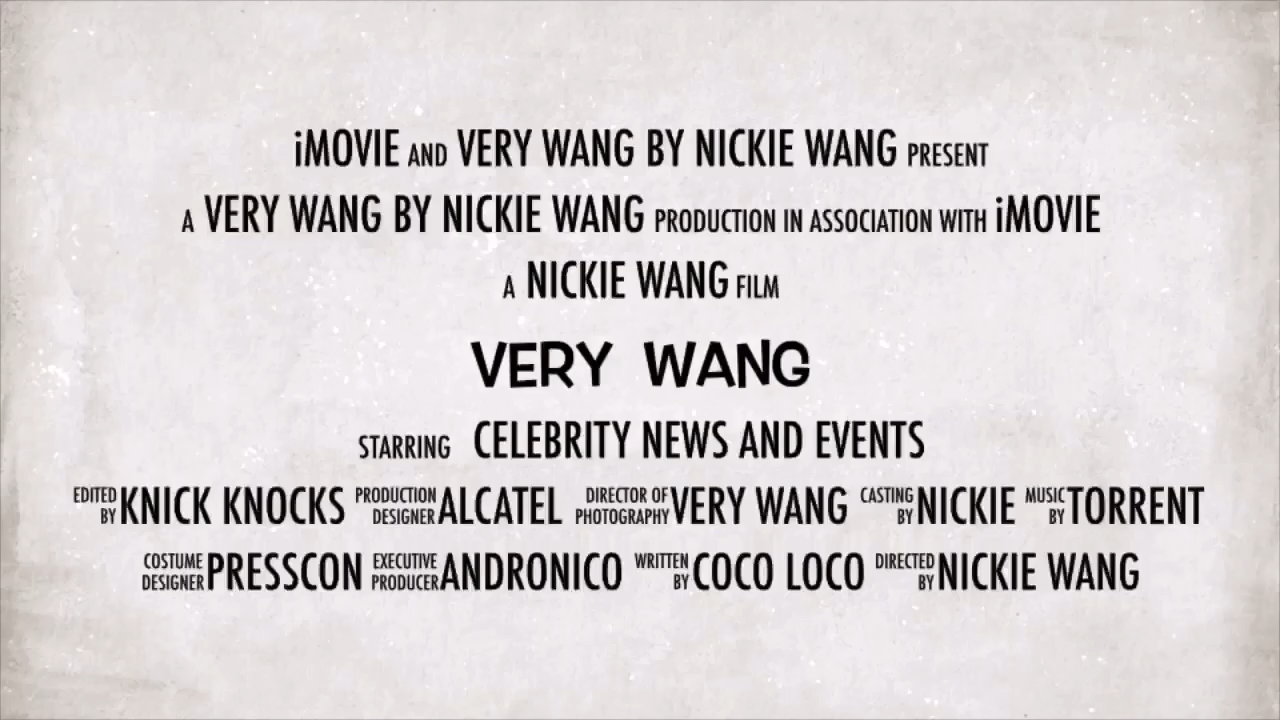 iMOVIE AND VERY WANG BY NICKIE WANG PRESENT
A VERY WANG BY NICKIE WANG PRODUCTION IN ASSOCIATION WITH iMOVIE
A NICKIE WANG FILM
VERY WANG
STARRING CELEBRITY NEWS AND EVENTS
EDITED BY KNICK KNOCKS PRODUCTION DESIGNER ALCATEL DIRECTOR OF PHOTOGRAPHY VERY WANG CASTING BY NICKIE MUSIC BY TORRENT
COSTUME DESIGNER PRESSCON EXECUTIVE PRODUCER ANDRONICO WRITTEN BY COCO LOCO DIRECTED BY NICKIE WANG